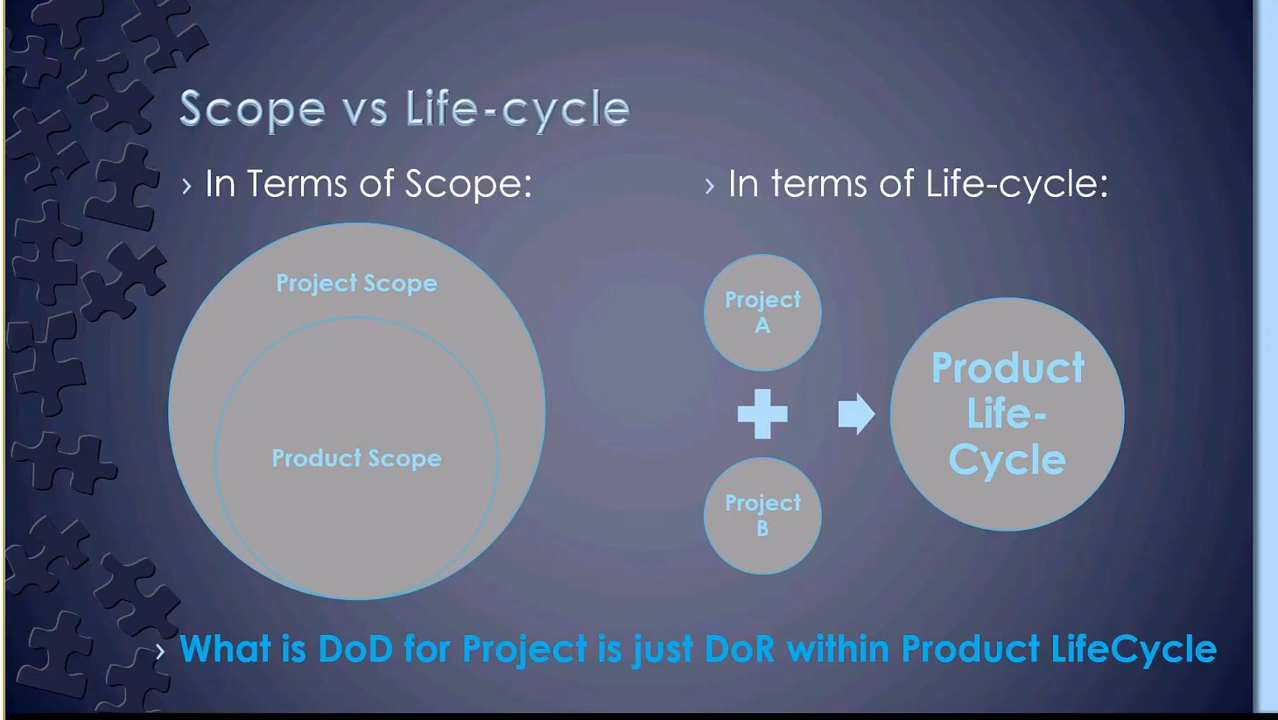 Scope vs Life-cycle
› In Terms of Scope:
Project Scope
Product Scope
› In terms of Life-cycle:
Project
A
Project
B
Product
Life-
Cycle
› What is DoD for Project is just DoR within Product LifeCycle